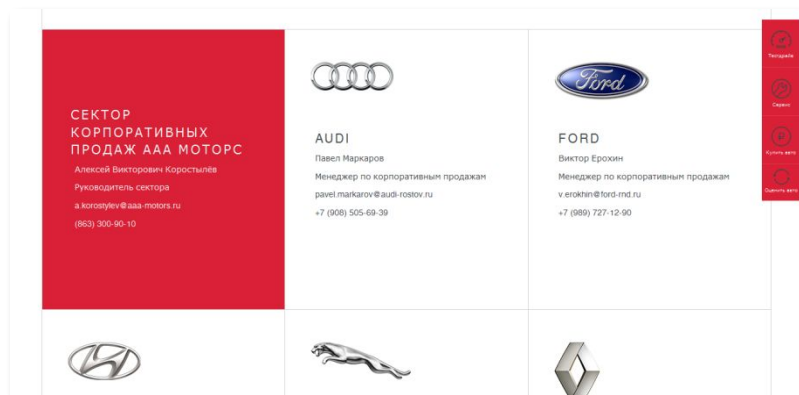 СЕКТОР
КОРПОРАТИВНЫХ
ПРОДАЖ ААА МОТОРС
Алексей Викторович Коростылёв
Руководитель сектора
a.korostylev@aaa-motors.ru
(863) 300-90-10
AUDI
Павел Маркаров
Менеджер по корпоративным продажам
pavel.markarov@audi-rostov.ru
+7 (908) 505-69-39
Ford
FORD
Виктор Ерохин
Менеджер по корпоративным продажам
v.erokhin@ford-rnd.ru
+7 (989) 727-12-90
Тестдрайв
Сервис
Купить авто
Оценить авто